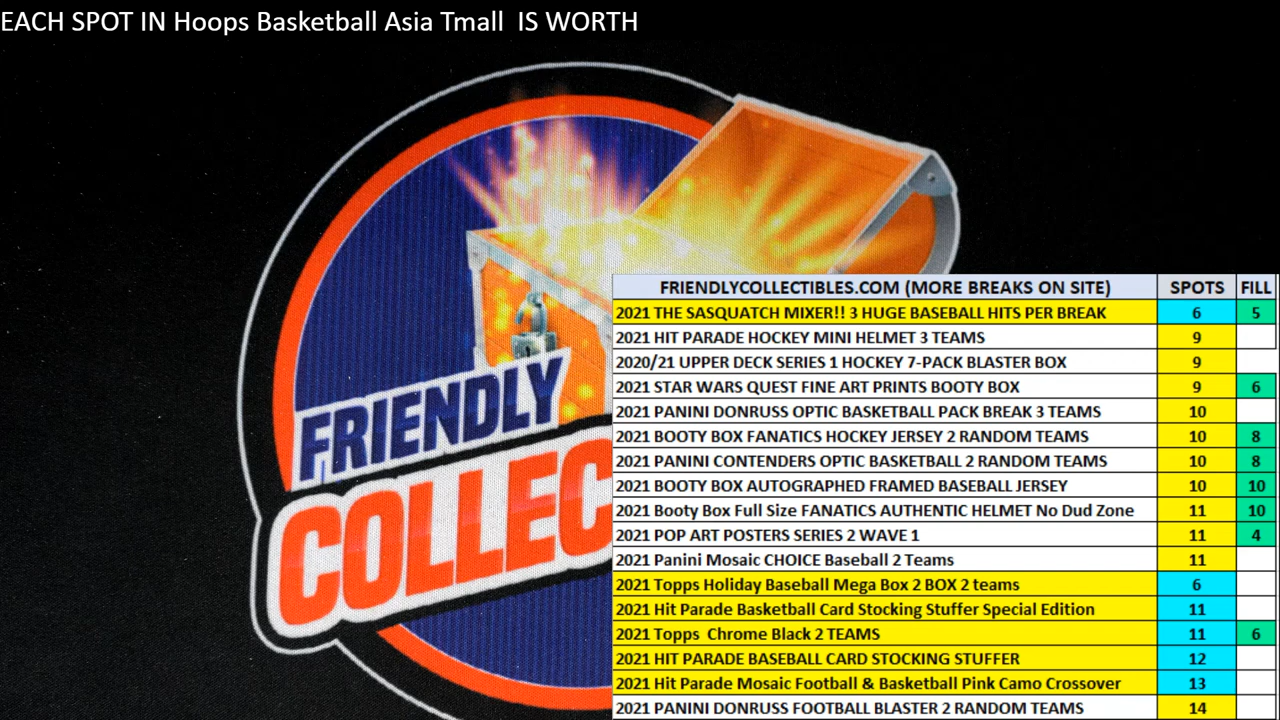 EACH SPOT IN Hoops Basketball Asia Tmall IS WORTH
FRIENDLY
COLLEC
FRIENDLYCOLLECTIBLES.COM (MORE BREAKS ON SITE) SPOTS FILL
2021 THE SASQUATCH MIXER!! 3 HUGE BASEBALL HITS PER BREAK 6 5
2021 HIT PARADE HOCKEY MINI HELMET 3 TEAMS 9
2020/21 UPPER DECK SERIES 1 HOCKEY 7-PACK BLASTER BOX 9
2021 STAR WARS QUEST FINE ART PRINTS BOOTY BOX 9 6
2021 PANINI DONRUSS OPTIC BASKETBALL PACK BREAK 3 TEAMS 10
2021 BOOTY BOX FANATICS HOCKEY JERSEY 2 RANDOM TEAMS 10 8
2021 PANINI CONTENDERS OPTIC BASKETBALL 2 RANDOM TEAMS 10 8
2021 BOOTY BOX AUTOGRAPHED FRAMED BASEBALL JERSEY 10 10
2021 Booty Box Full Size FANATICS AUTHENTIC HELMET No Dud Zone 11 10
2021 POP ART POSTERS SERIES 2 WAVE 1 11 4
2021 Panini Mosaic CHOICE Baseball 2 Teams 11
2021 Topps Holiday Baseball Mega Box 2 BOX 2 teams 6
2021 Hit Parade Basketball Card Stocking Stuffer Special Edition 11
2021 Topps Chrome Black 2 TEAMS 11 6
2021 HIT PARADE BASEBALL CARD STOCKING STUFFER 12
2021 Hit Parade Mosaic Football & Basketball Pink Camo Crossover 13
2021 PANINI DONRUSS FOOTBALL BLASTER 2 RANDOM TEAMS 14